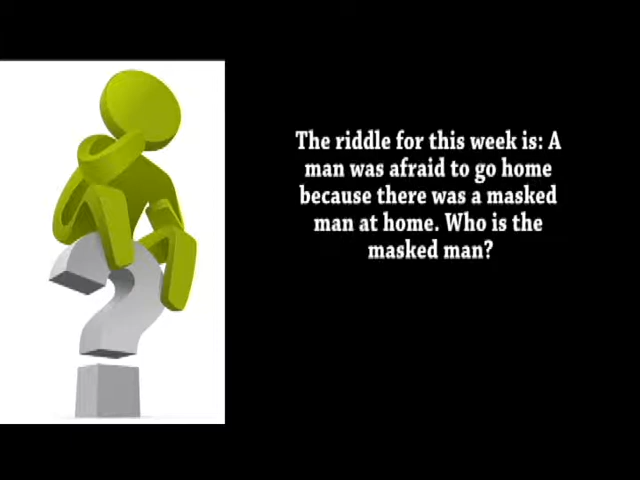 The riddle for this week is: A
man was afraid to go home
because there was a masked
man at home. Who is the
masked man?